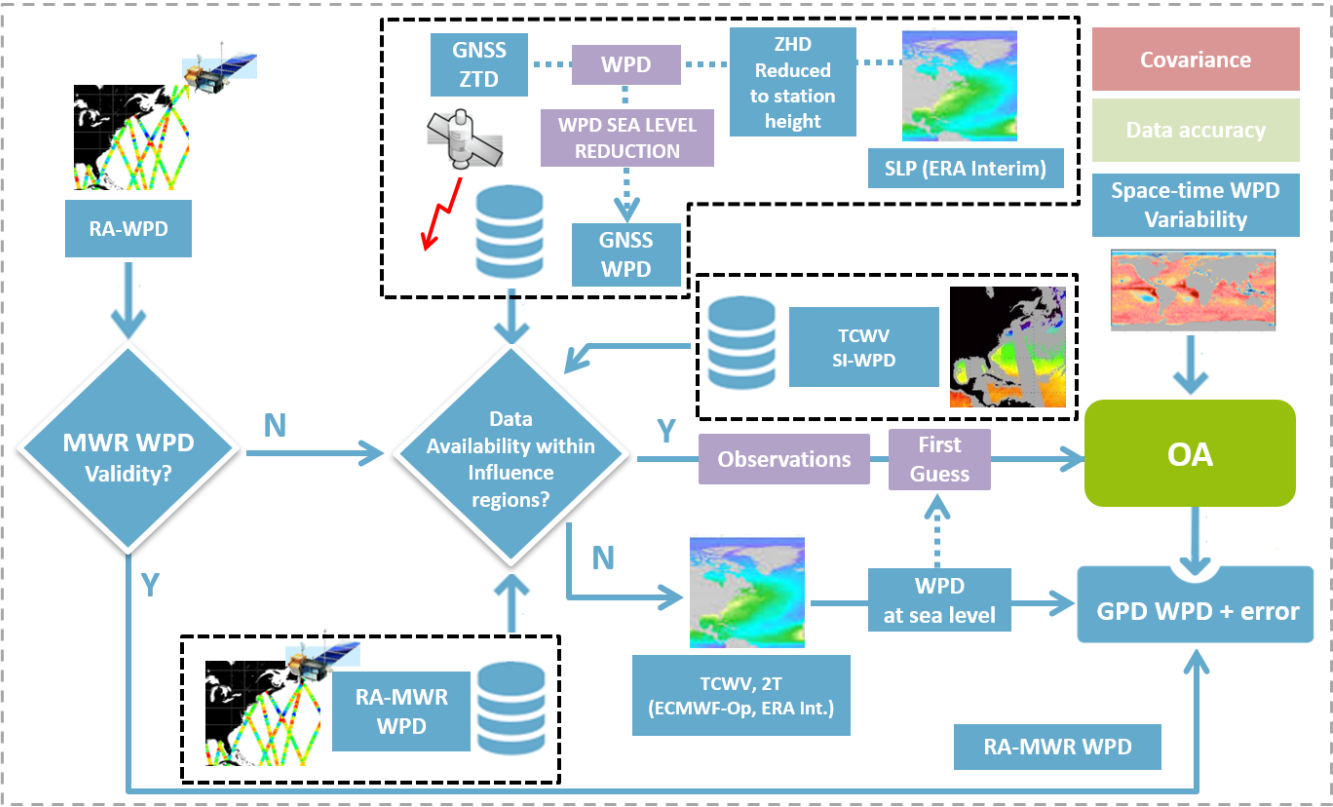 RA-WPD
GNSS
ZTD
WPD
ZHD
Reduced
to station
height
WPD SEA LEVEL
REDUCTION
SLP (ERA Interim)
GNSS
WPD
Covariance
Data accuracy
Space-time WPD
Variability
TCWV
SI-WPD
MWR WPD
Validity?
N
Data
Availability within
Influence
regions?
Y
Observations
First
Guess
OA
Y
N
WPD
at sea level
GPD WPD + error
TCWV, 2T
(ECMWF-Op, ERA Int.)
RA-MWR
WPD
RA-MWR WPD